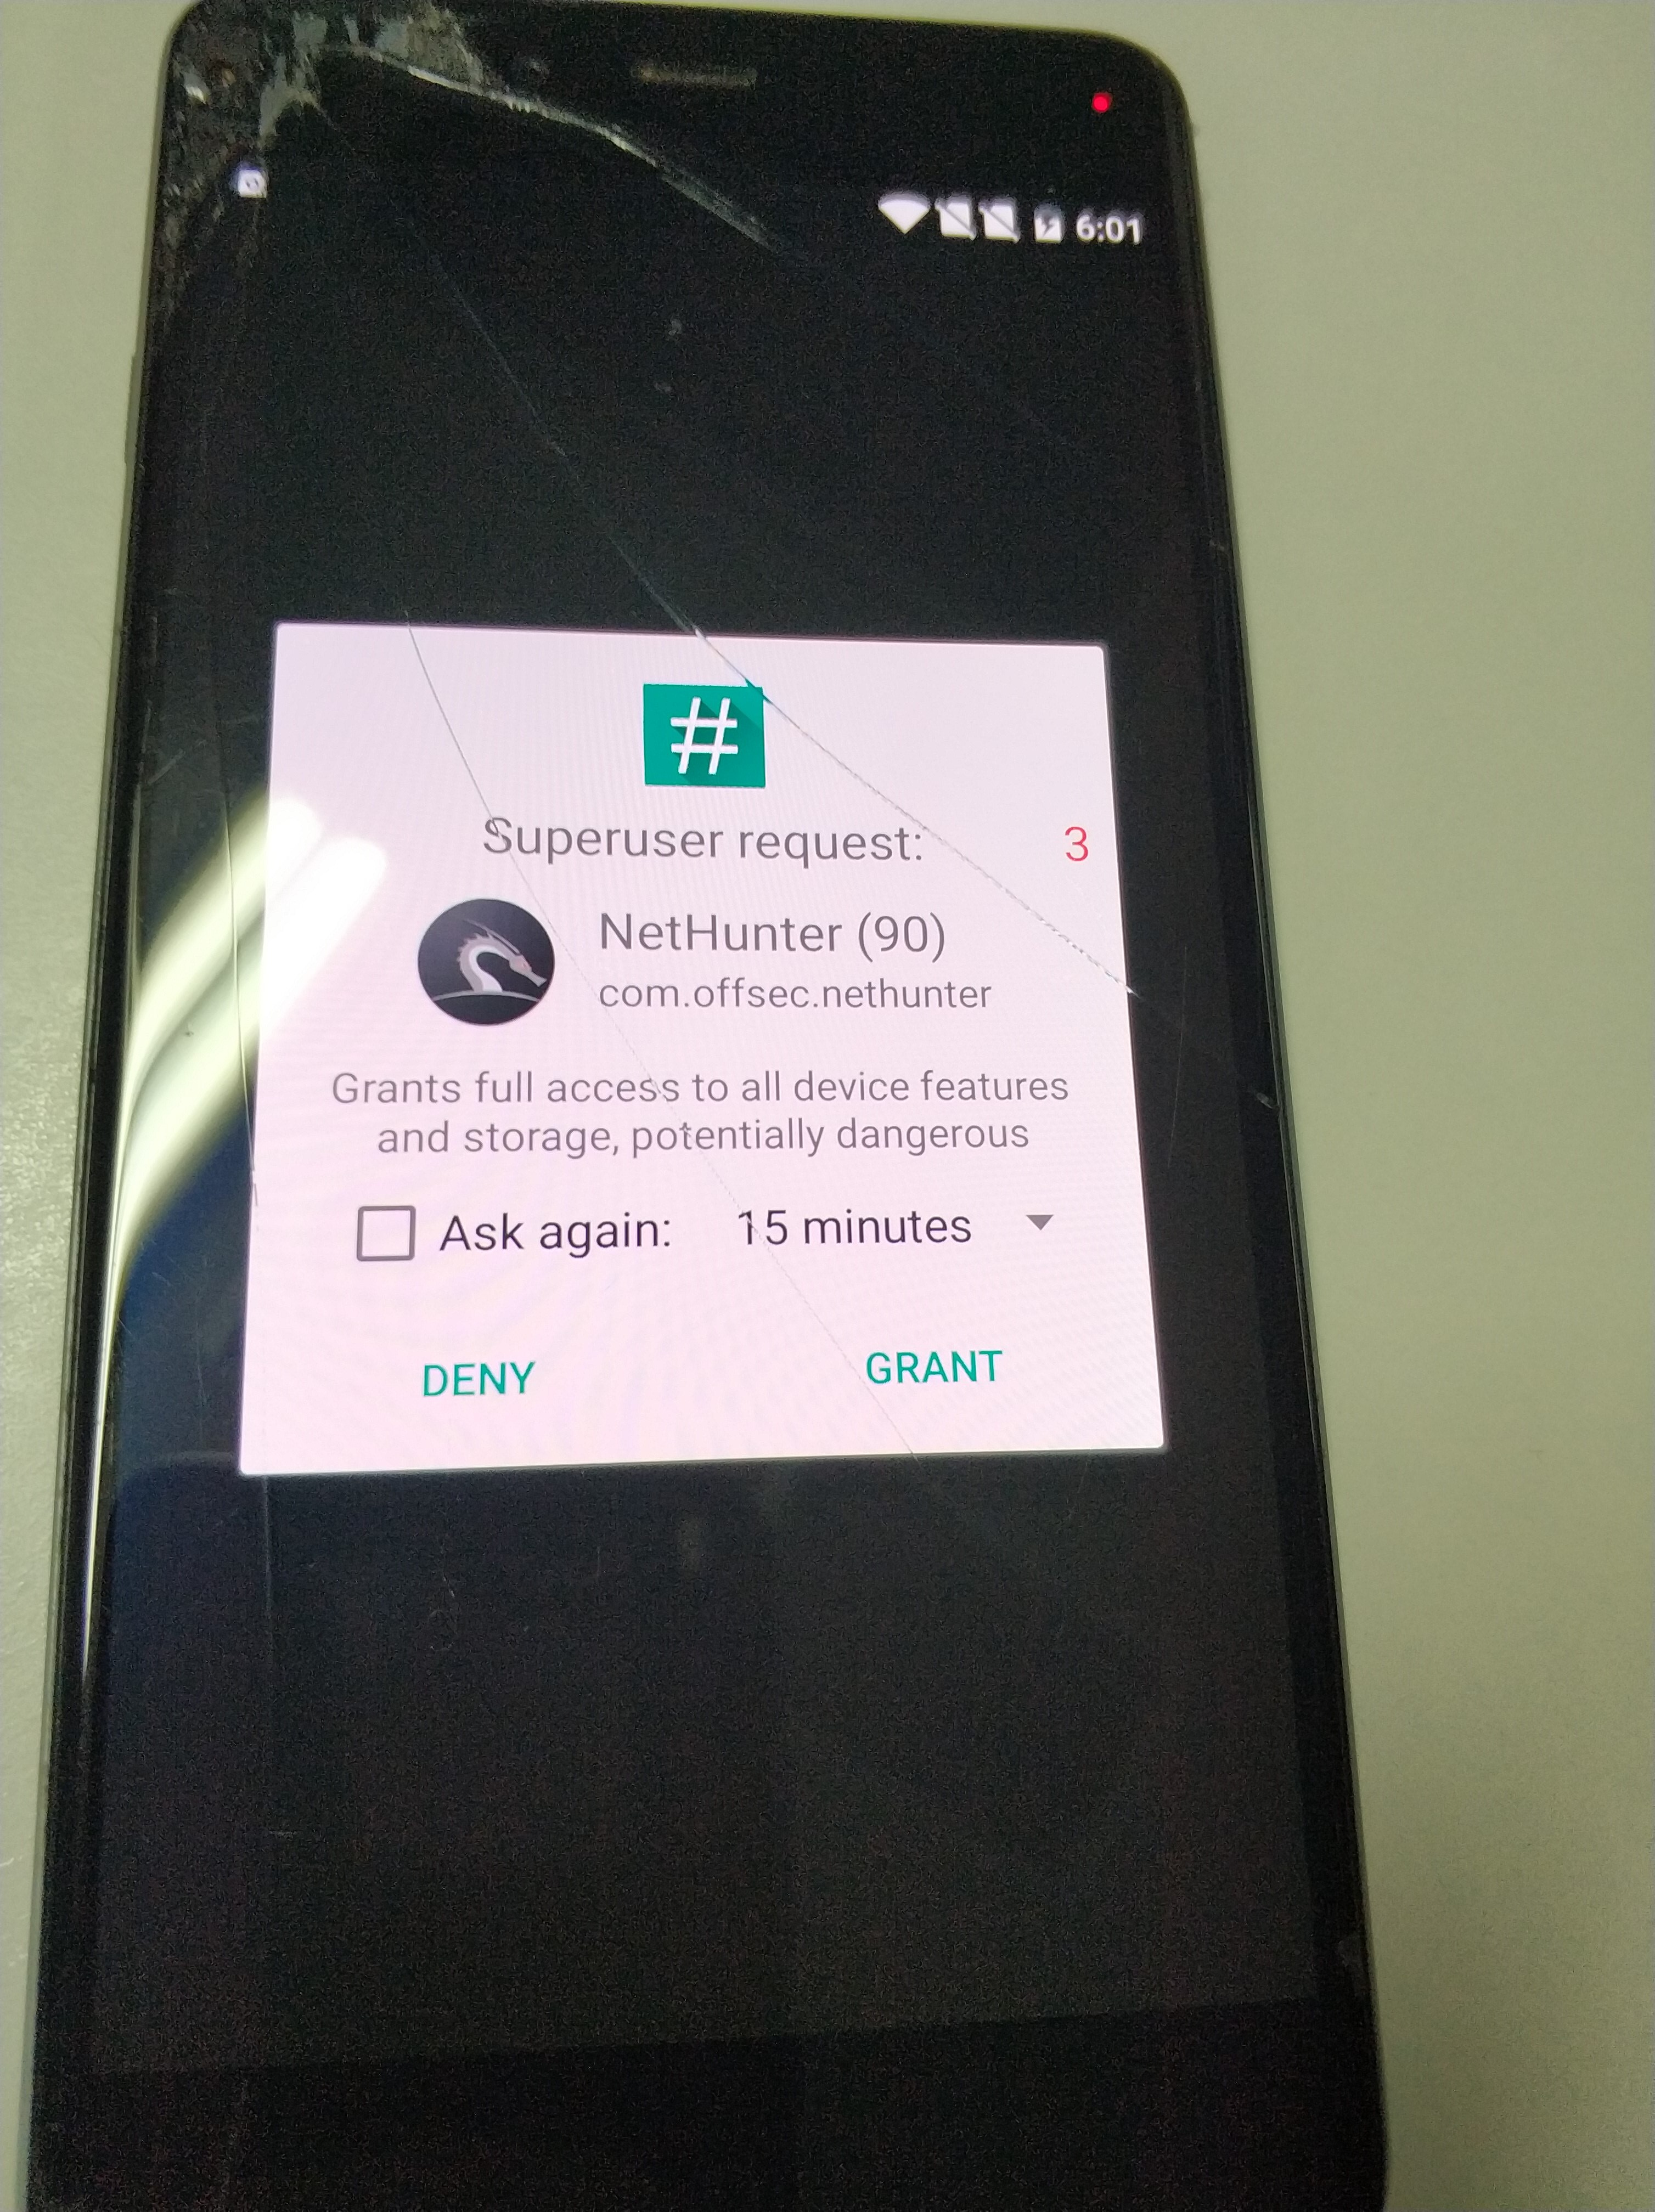 6:01
#
Superuser request: 3
NetHunter (90)
com.offsec.nethunter
Grants full access to all device features
and storage, potentially dangerous
Ask again: 15 minutes
DENY GRANT